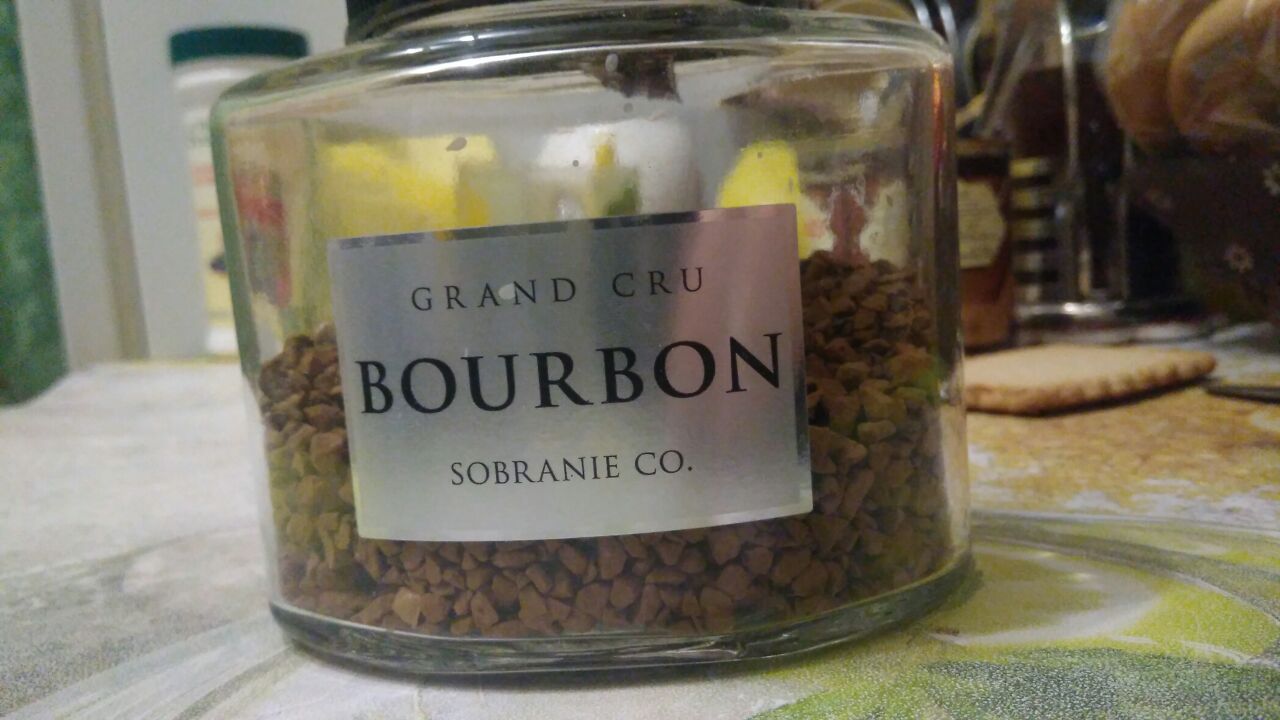 GRAND CRU
BOURBON
SOBRANIE CO.